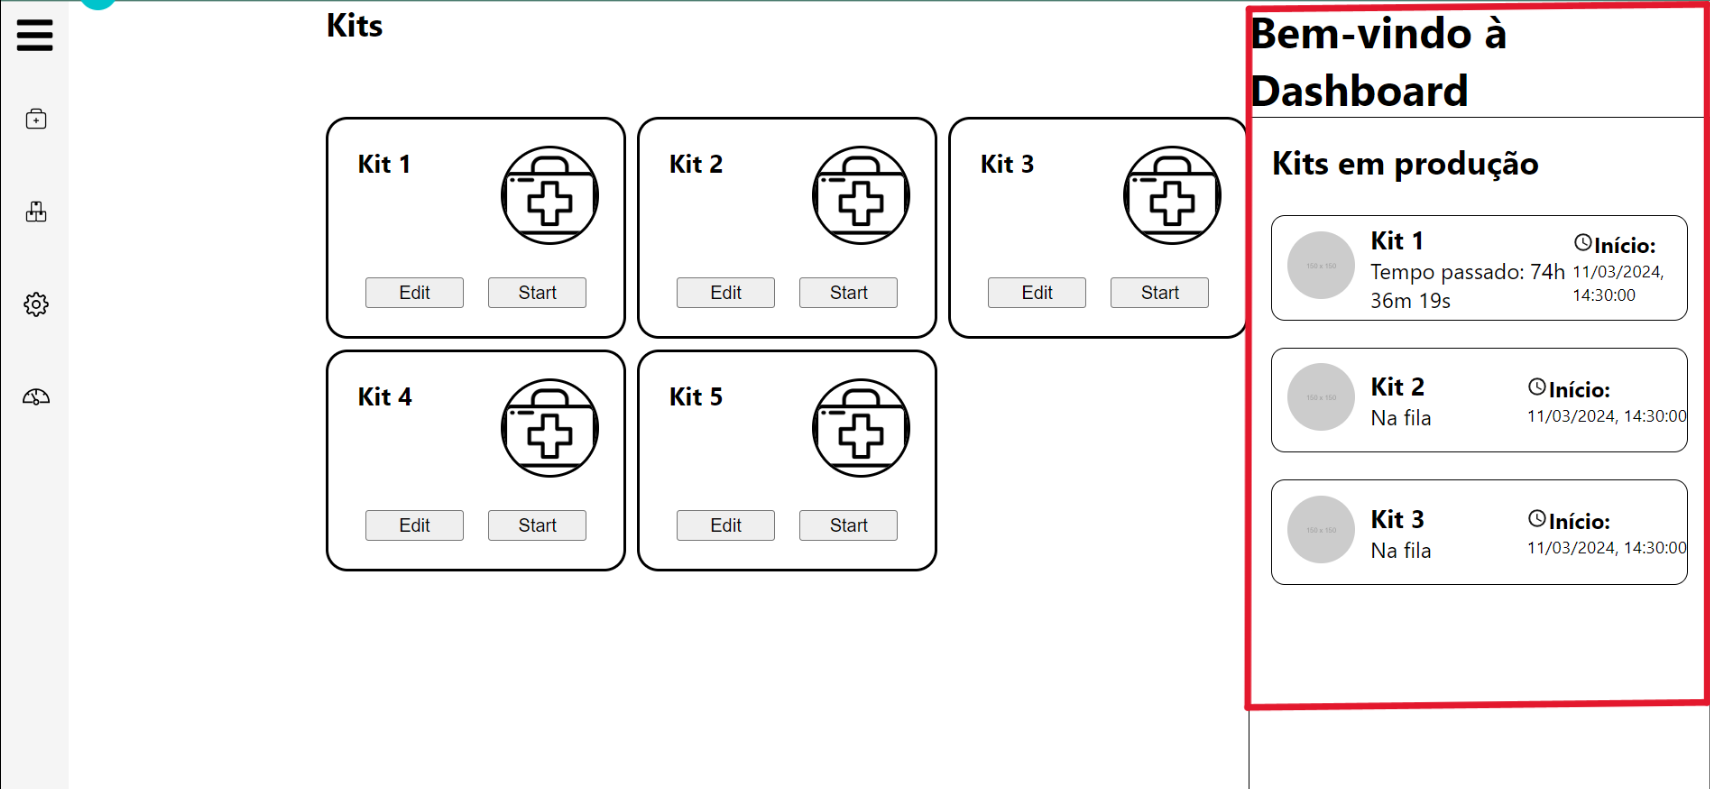 Kits
Kit 1
Edit Start
Kit 2
Edit Start
Kit 3
Edit Start
Kit 4
Edit Start
Kit 5
Edit Start
Bem-vindo à
Dashboard
Kits em produção
150 x 150
Kit 1
Tempo passado: 74h
36m 19s
Início:
11/03/2024,
14:30:00
150 x 150
Kit 2
Na fila
Início:
11/03/2024, 14:30:00
150 x 150
Kit 3
Na fila
Início:
11/03/2024, 14:30:00